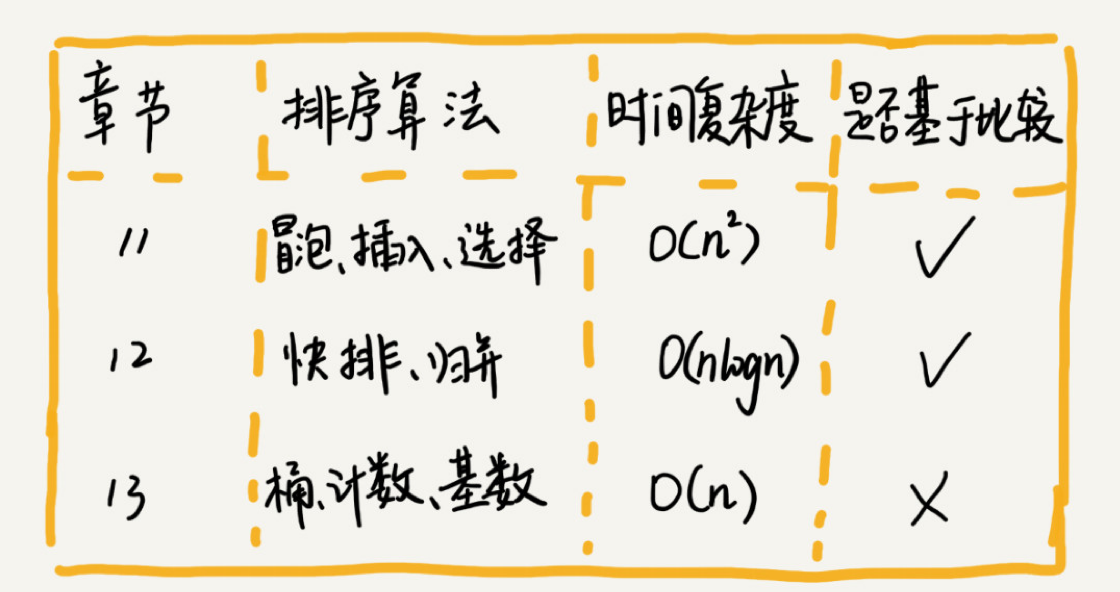 章节 排序算法 时间复杂度 是否基于比较
11 冒泡、插入、选择 O(n²) ✓
12 快排、归并 O(nlogn) ✓
13 桶、计数、基数 O(n) ×